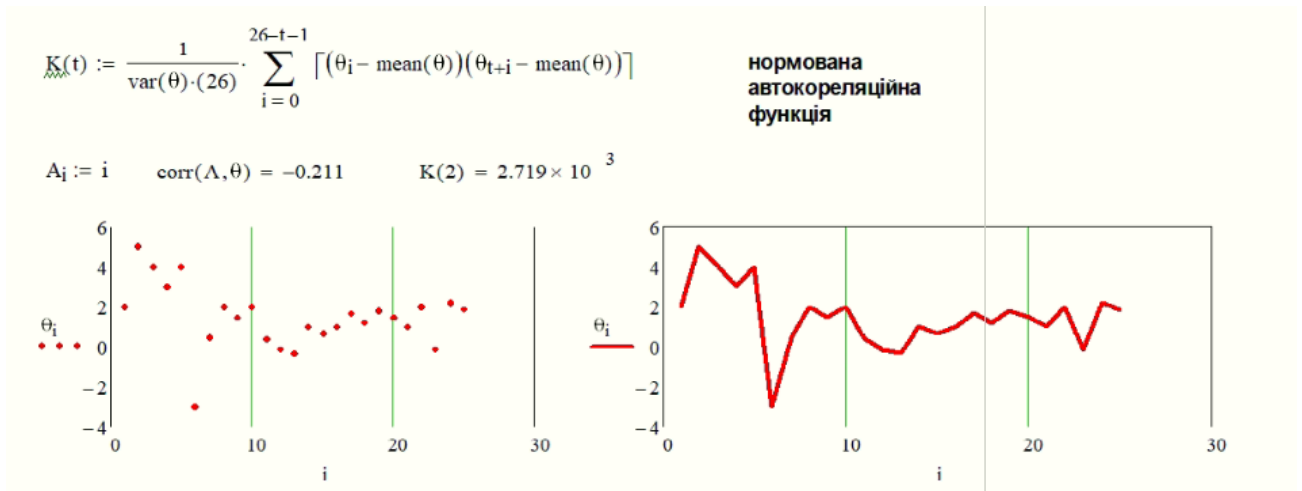 K(t) := 1/(var(θ)·(26)) · ∑_{i = 0}^{26−t−1} ⌈(θ_i − mean(θ))(θ_{t+i} − mean(θ))⌉
нормована
автокореляційна
функція
A_i := i corr(Λ,θ) = −0.211 K(2) = 2.719 × 10^3
6
4
2
θ_i
0
−2
−4
0 10 20 30
i
6
4
2
θ_i
0
−2
−4
0 10 20 30
i